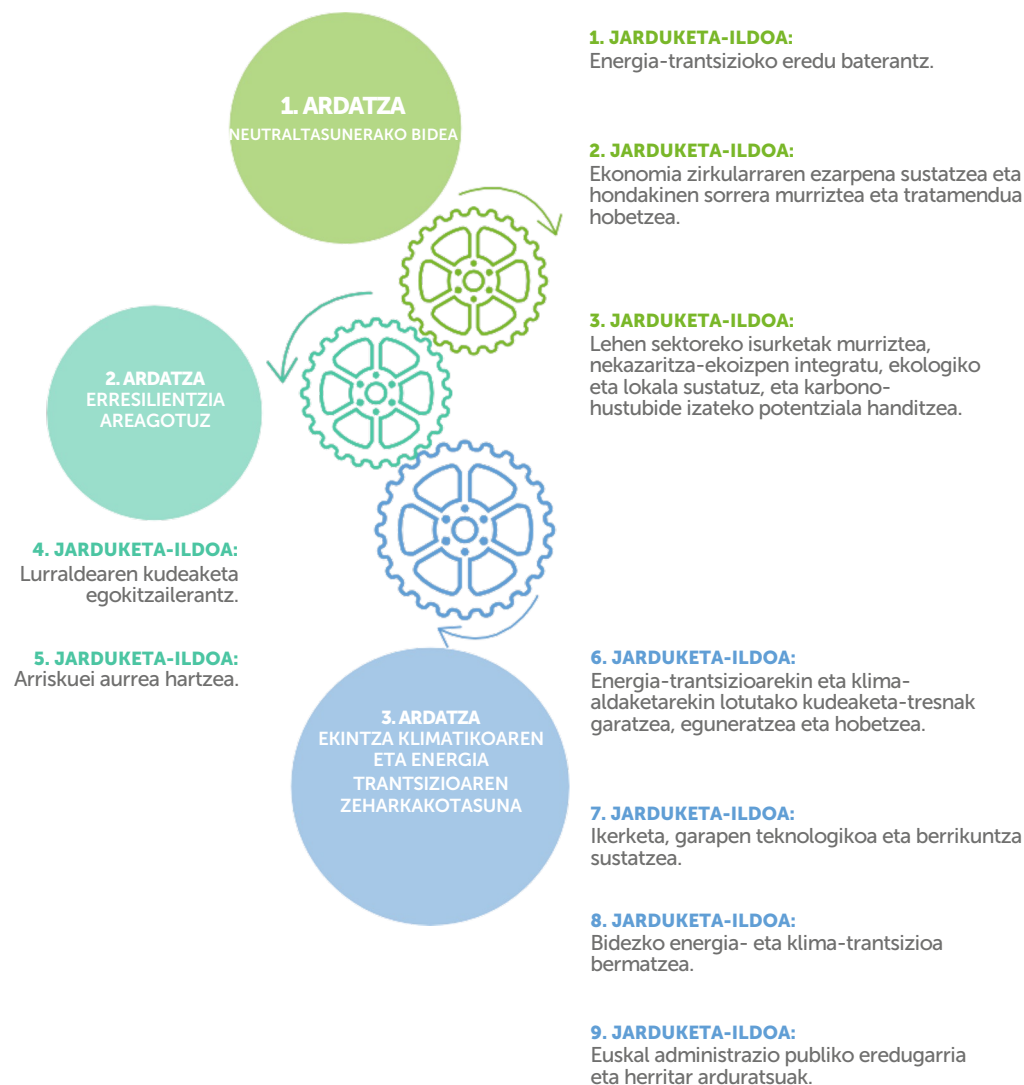 1. ARDATZA
NEUTRALTASUNERAKO BIDEA
1. JARDUKETA-ILDOA:
Energia-trantsizioko eredu baterantz.
2. JARDUKETA-ILDOA:
Ekonomia zirkularraren ezarpena sustatzea eta
hondakinen sorrera murriztea eta tratamendua
hobetzea.
3. JARDUKETA-ILDOA:
Lehen sektoreko isurketak murriztea,
nekazaritza-ekoizpen integratu, ekologiko
eta lokala sustatuz, eta karbono-
hustubide izateko potentziala handitzea.
2. ARDATZA
ERRESILIENTZIA
AREAGOTUZ
4. JARDUKETA-ILDOA:
Lurraldearen kudeaketa
egokitzailerantz.
5. JARDUKETA-ILDOA:
Arriskuei aurrea hartzea.
3. ARDATZA
EKINTZA KLIMATIKOAREN
ETA ENERGIA
TRANTSIZIOAREN
ZEHARKAKOTASUNA
6. JARDUKETA-ILDOA:
Energia-trantsizioarekin eta klima-
aldaketarekin lotutako kudeaketa-tresnak
garatzea, eguneratzea eta hobetzea.
7. JARDUKETA-ILDOA:
Ikerketa, garapen teknologikoa eta berrikuntza
sustatzea.
8. JARDUKETA-ILDOA:
Bidezko energia- eta klima-trantsizioa
bermatzea.
9. JARDUKETA-ILDOA:
Euskal administrazio publiko eredugarria
eta herritar arduratsuak.